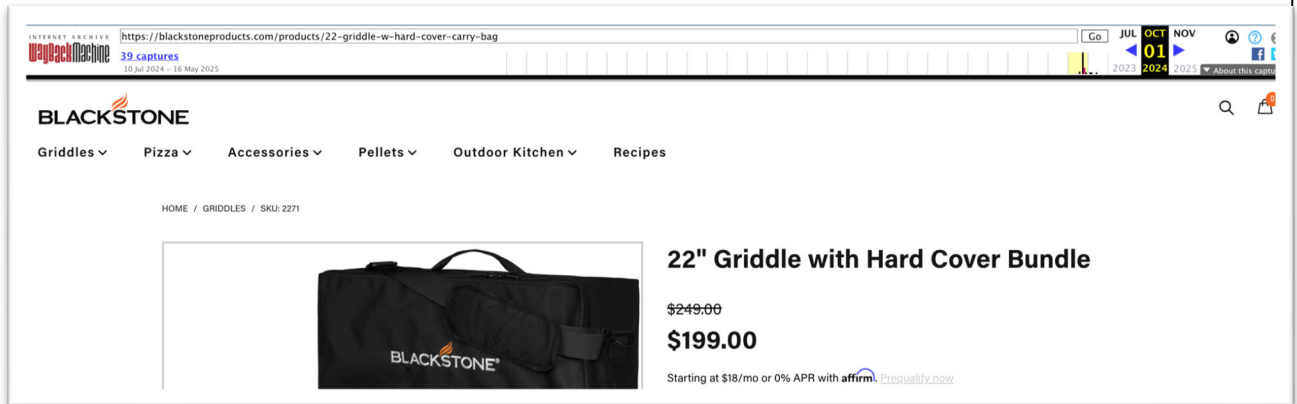 INTERNET ARCHIVE
WayBackMachine
https://blackstoneproducts.com/products/22-griddle-w-hard-cover-carry-bag
Go
39 captures
10 Jul 2024 - 16 May 2025
JUL OCT NOV
01
2023 2024 2025
About this captu
BLACKSTONE
0
Griddles Pizza Accessories Pellets Outdoor Kitchen Recipes
HOME / GRIDDLES / SKU: 2271
BLACKSTONE®
22" Griddle with Hard Cover Bundle
$249.00
$199.00
Starting at $18/mo or 0% APR with affirm. Prequalify now